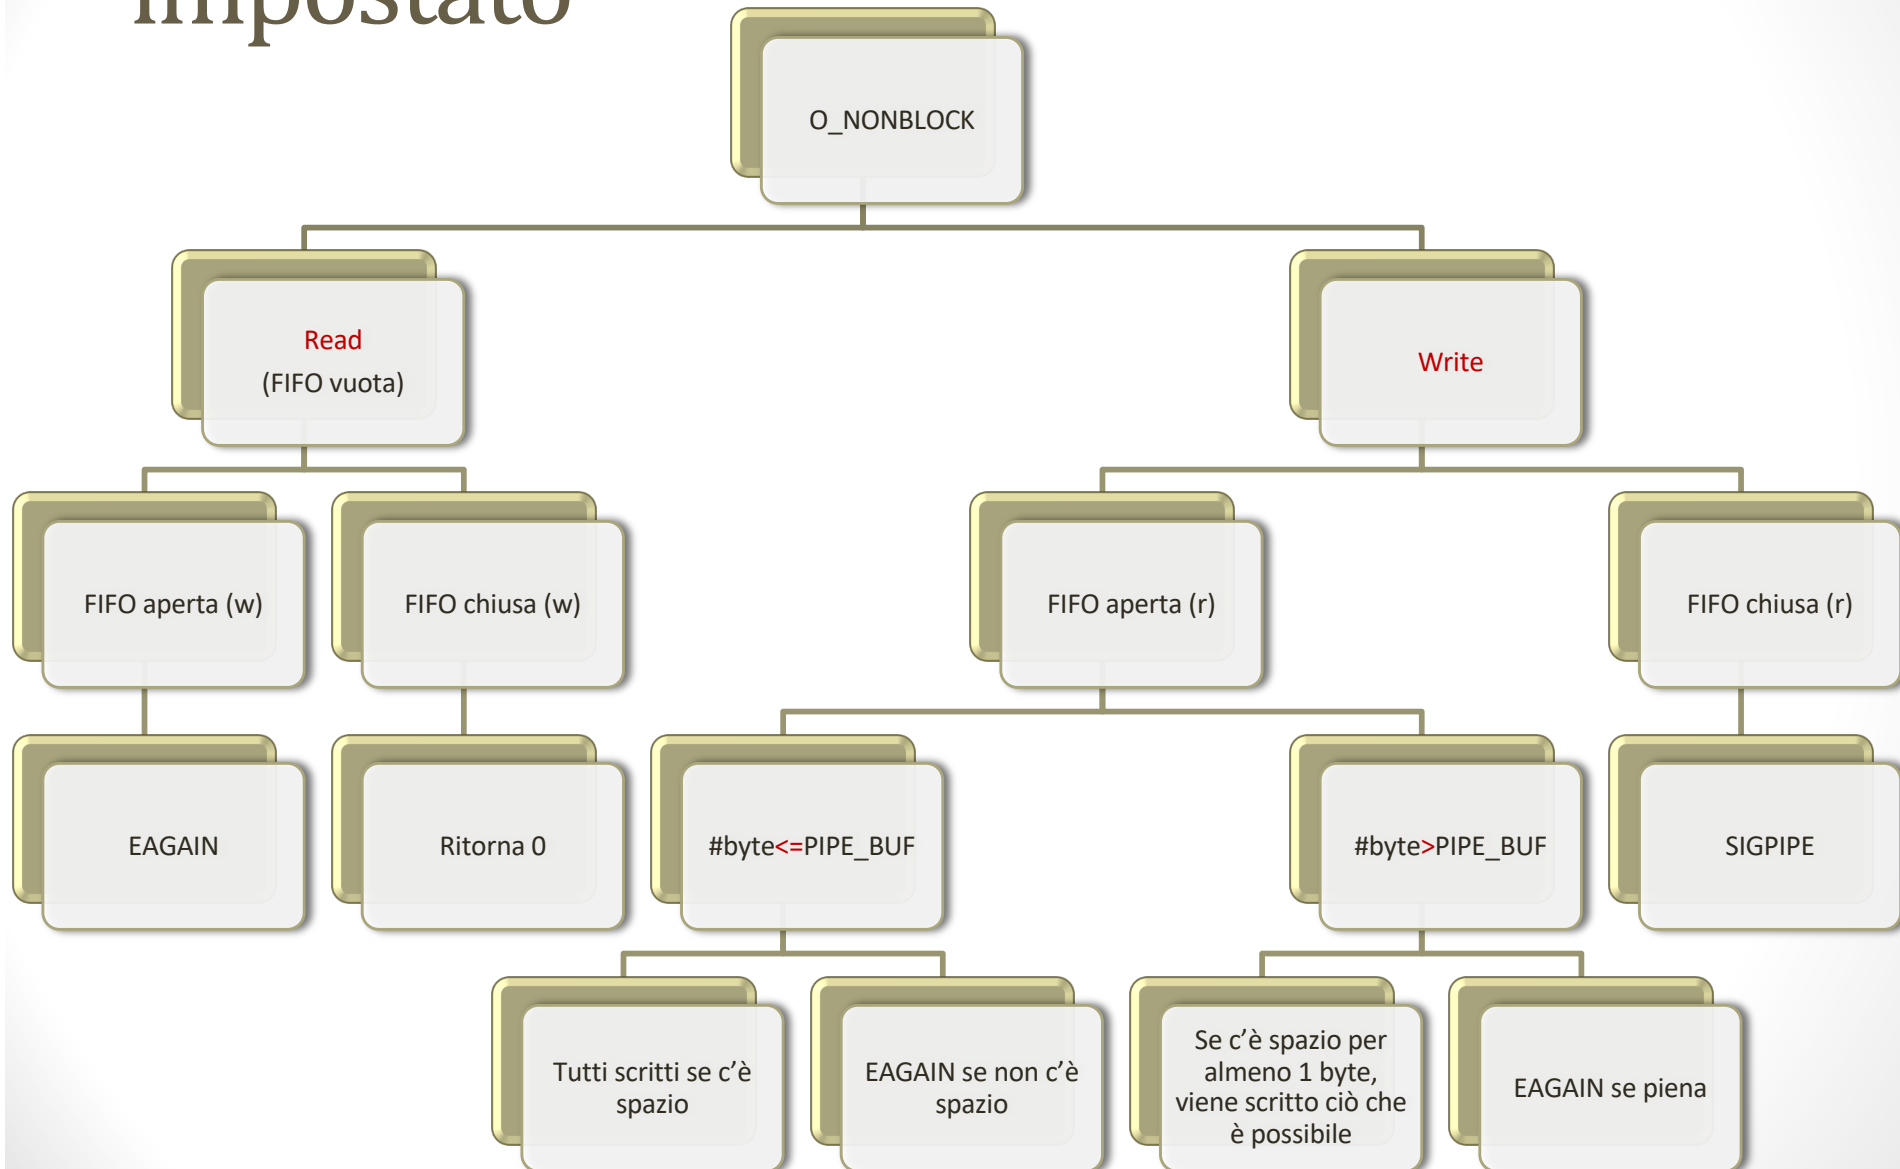 impostato
O_NONBLOCK
Read
(FIFO vuota)
Write
FIFO aperta (w)
FIFO chiusa (w)
FIFO aperta (r)
FIFO chiusa (r)
EAGAIN
Ritorna 0
#byte<=PIPE_BUF
#byte>PIPE_BUF
SIGPIPE
Tutti scritti se c’è
spazio
EAGAIN se non c’è
spazio
Se c’è spazio per
almeno 1 byte,
viene scritto ciò che
è possibile
EAGAIN se piena